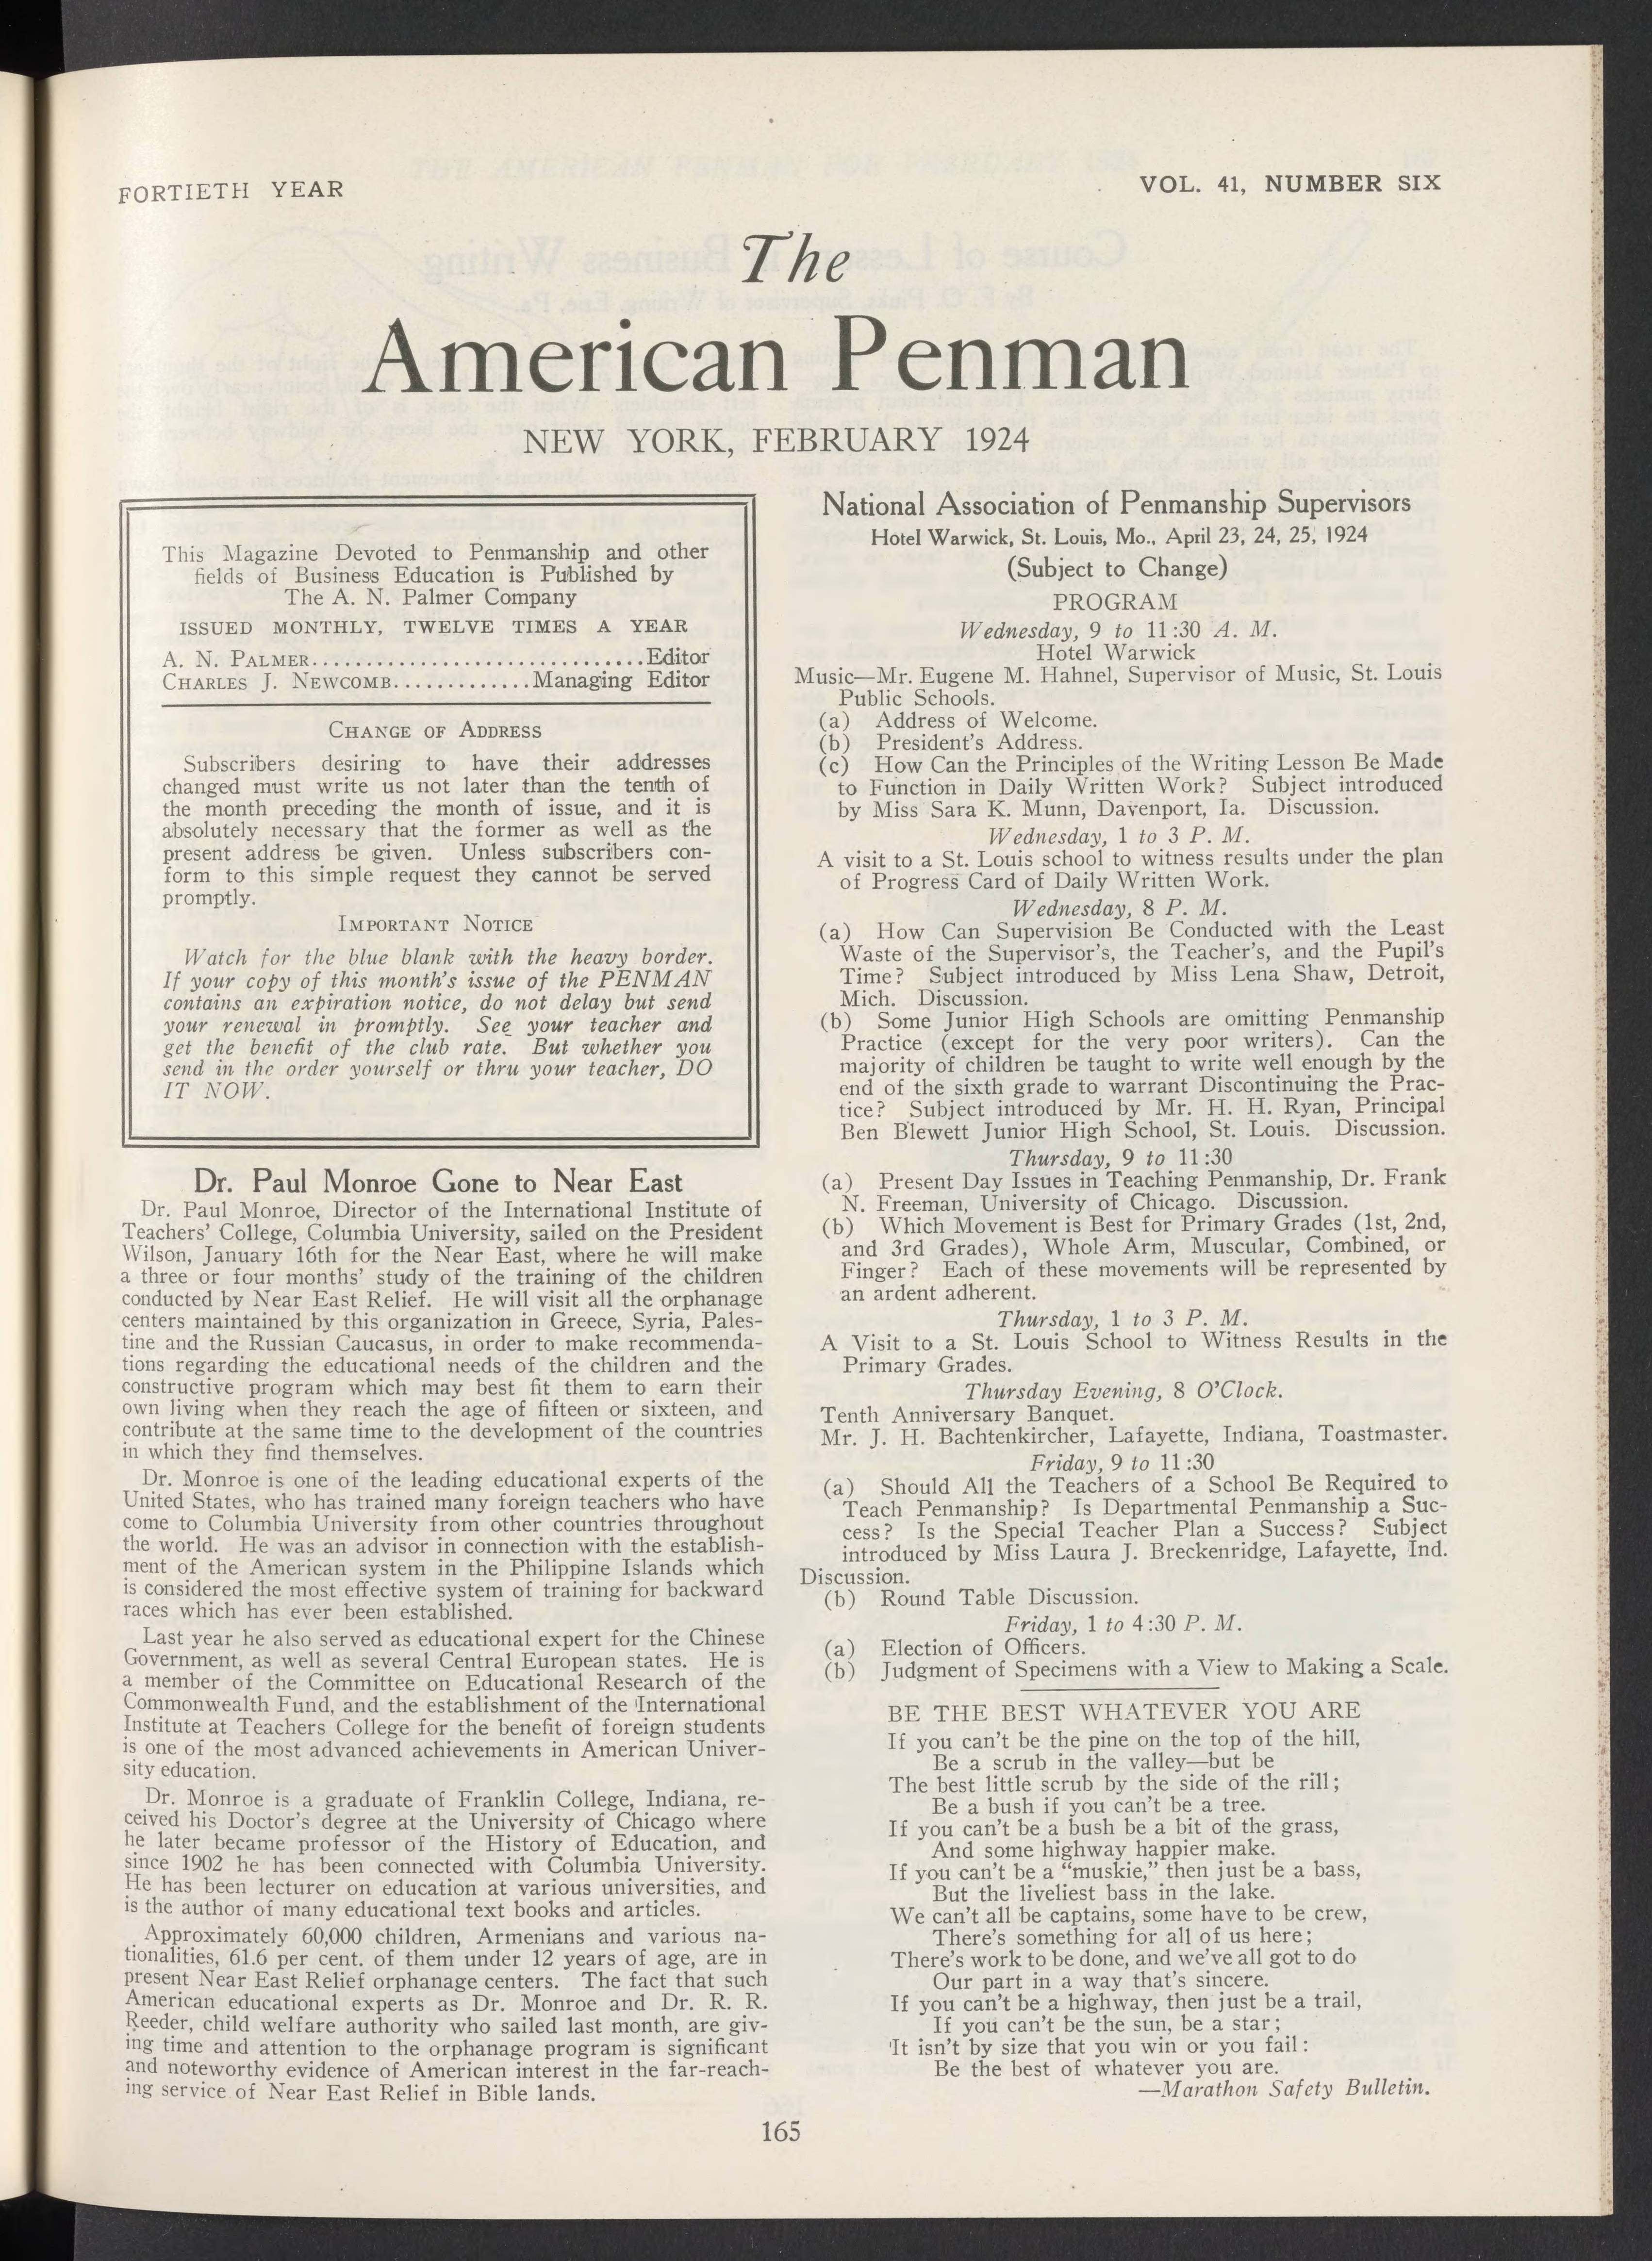 FORTIETH YEAR
VOL. 41, NUMBER SIX
The
American Penman
NEW YORK, FEBRUARY 1924
This Magazine Devoted to Penmanship and other
fields of Business Education is Published by
The A. N. Palmer Company
ISSUED MONTHLY, TWELVE TIMES A YEAR
A. N. PALMER...............................Editor
CHARLES J. NEWCOMB.............Managing Editor
CHANGE OF ADDRESS
Subscribers desiring to have their addresses
changed must write us not later than the tenth of
the month preceding the month of issue, and it is
absolutely necessary that the former as well as the
present address be given. Unless subscribers con-
form to this simple request they cannot be served
promptly.
IMPORTANT NOTICE
Watch for the blue blank with the heavy border.
If your copy of this month's issue of the PENMAN
contains an expiration notice, do not delay but send
your renewal in promptly. See your teacher and
get the benefit of the club rate. But whether you
send in the order yourself or thru your teacher, DO
IT NOW.
Dr. Paul Monroe Gone to Near East
Dr. Paul Monroe, Director of the International Institute of
Teachers' College, Columbia University, sailed on the President
Wilson, January 16th for the Near East, where he will make
a three or four months' study of the training of the children
conducted by Near East Relief. He will visit all the orphanage
centers maintained by this organization in Greece, Syria, Pales-
tine and the Russian Caucasus, in order to make recommenda-
tions regarding the educational needs of the children and the
constructive program which may best fit them to earn their
own living when they reach the age of fifteen or sixteen, and
contribute at the same time to the development of the countries
in which they find themselves.
Dr. Monroe is one of the leading educational experts of the
United States, who has trained many foreign teachers who have
come to Columbia University from other countries throughout
the world. He was an advisor in connection with the establish-
ment of the American system in the Philippine Islands which
is considered the most effective system of training for backward
races which has ever been established.
Last year he also served as educational expert for the Chinese
Government, as well as several Central European states. He is
a member of the Committee on Educational Research of the
Commonwealth Fund, and the establishment of the International
Institute at Teachers College for the benefit of foreign students
is one of the most advanced achievements in American Univer-
sity education.
Dr. Monroe is a graduate of Franklin College, Indiana, re-
ceived his Doctor's degree at the University of Chicago where
he later became professor of the History of Education, and
since 1902 he has been connected with Columbia University.
He has been lecturer on education at various universities, and
is the author of many educational text books and articles.
Approximately 60,000 children, Armenians and various na-
tionalities, 61.6 per cent. of them under 12 years of age, are in
present Near East Relief orphanage centers. The fact that such
American educational experts as Dr. Monroe and Dr. R. R.
Reeder, child welfare authority who sailed last month, are giv-
ing time and attention to the orphanage program is significant
and noteworthy evidence of American interest in the far-reach-
ing service of Near East Relief in Bible lands.
National Association of Penmanship Supervisors
Hotel Warwick, St. Louis, Mo., April 23, 24, 25, 1924
(Subject to Change)
PROGRAM
Wednesday, 9 to 11:30 A. M.
Hotel Warwick
Music—Mr. Eugene M. Hahnel, Supervisor of Music, St. Louis
Public Schools.
(a) Address of Welcome.
(b) President's Address.
(c) How Can the Principles of the Writing Lesson Be Made
to Function in Daily Written Work? Subject introduced
by Miss Sara K. Munn, Davenport, Ia. Discussion.
Wednesday, 1 to 3 P. M.
A visit to a St. Louis school to witness results under the plan
of Progress Card of Daily Written Work.
Wednesday, 8 P. M.
(a) How Can Supervision Be Conducted with the Least
Waste of the Supervisor's, the Teacher's, and the Pupil's
Time? Subject introduced by Miss Lena Shaw, Detroit,
Mich. Discussion.
(b) Some Junior High Schools are omitting Penmanship
Practice (except for the very poor writers). Can the
majority of children be taught to write well enough by the
end of the sixth grade to warrant Discontinuing the Prac-
tice? Subject introduced by Mr. H. H. Ryan, Principal
Ben Blewett Junior High School, St. Louis. Discussion.
Thursday, 9 to 11:30
(a) Present Day Issues in Teaching Penmanship, Dr. Frank
N. Freeman, University of Chicago. Discussion.
(b) Which Movement is Best for Primary Grades (1st, 2nd,
and 3rd Grades), Whole Arm, Muscular, Combined, or
Finger? Each of these movements will be represented by
an ardent adherent.
Thursday, 1 to 3 P. M.
A Visit to a St. Louis School to Witness Results in the
Primary Grades.
Thursday Evening, 8 O'Clock.
Tenth Anniversary Banquet.
Mr. J. H. Bachtenkircher, Lafayette, Indiana, Toastmaster.
Friday, 9 to 11:30
(a) Should All the Teachers of a School Be Required to
Teach Penmanship? Is Departmental Penmanship a Suc-
cess? Is the Special Teacher Plan a Success? Subject
introduced by Miss Laura J. Breckenridge, Lafayette, Ind.
Discussion.
(b) Round Table Discussion.
Friday, 1 to 4:30 P. M.
(a) Election of Officers.
(b) Judgment of Specimens with a View to Making a Scale.
BE THE BEST WHATEVER YOU ARE
If you can't be the pine on the top of the hill,
Be a scrub in the valley—but be
The best little scrub by the side of the rill;
Be a bush if you can't be a tree.
If you can't be a bush be a bit of the grass,
And some highway happier make.
If you can't be a "muskie," then just be a bass,
But the liveliest bass in the lake.
We can't all be captains, some have to be crew,
There's something for all of us here;
There's work to be done, and we've all got to do
Our part in a way that's sincere.
If you can't be a highway, then just be a trail,
If you can't be the sun, be a star;
It isn't by size that you win or you fail:
Be the best of whatever you are.
—Marathon Safety Bulletin.
165